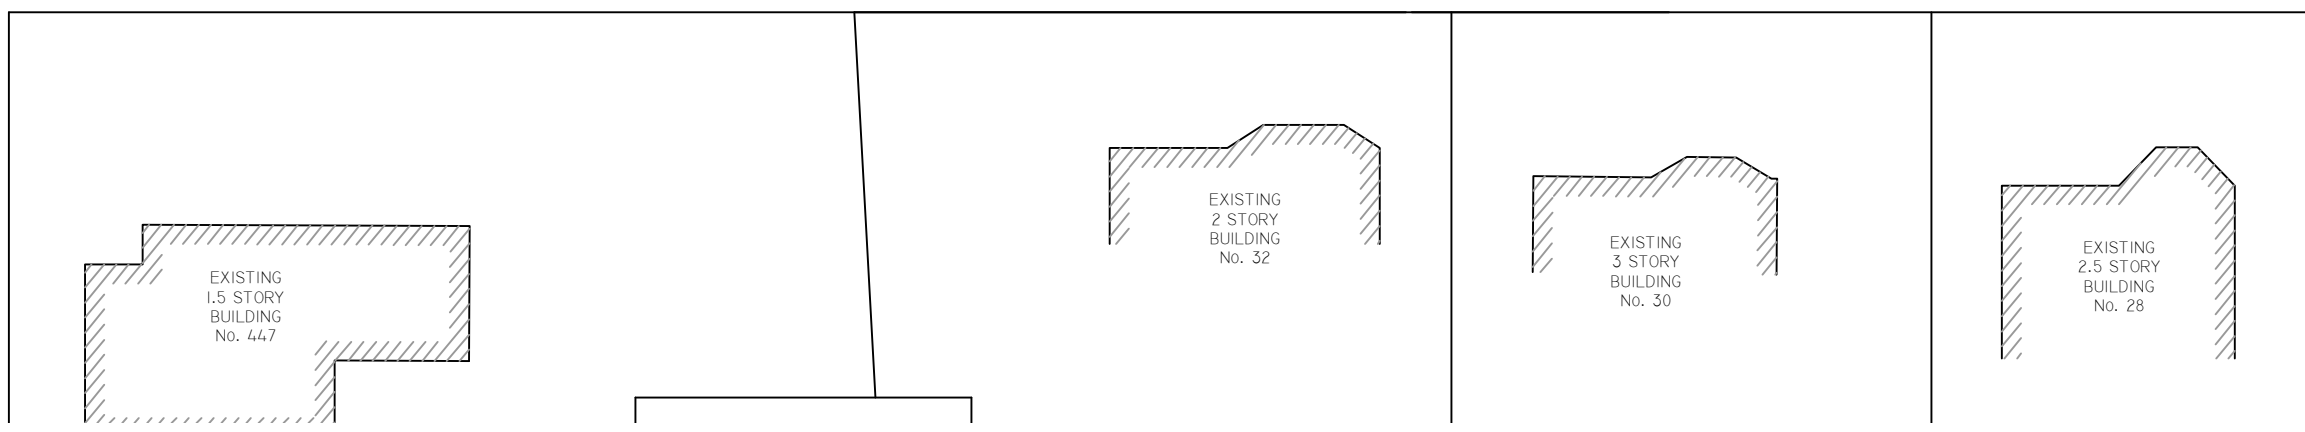 EXISTING
1.5 STORY
BUILDING
No. 447
EXISTING
2 STORY
BUILDING
No. 32
EXISTING
3 STORY
BUILDING
No. 30
EXISTING
2.5 STORY
BUILDING
No. 28